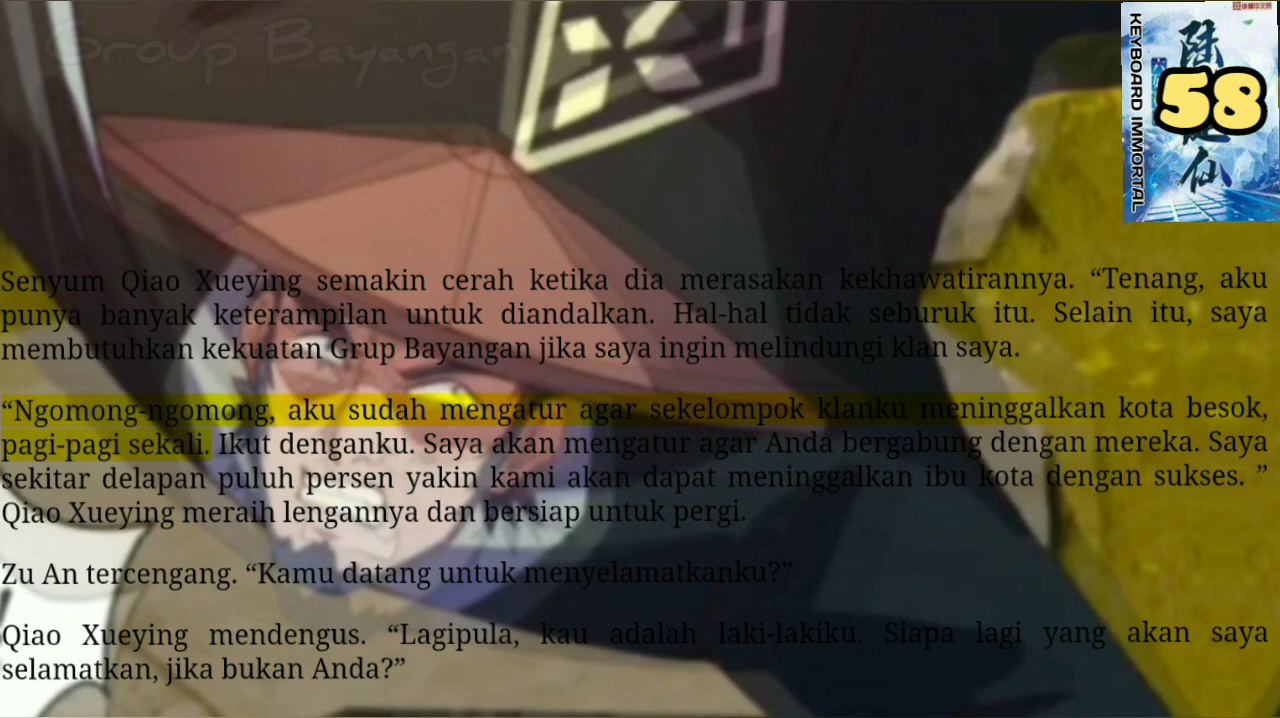 Group Bayangan
KEYBOARD IMMORTAL
58
Senyum Qiao Xueying semakin cerah ketika dia merasakan kekhawatirannya. “Tenang, aku
punya banyak keterampilan untuk diandalkan. Hal-hal tidak seburuk itu. Selain itu, saya
membutuhkan kekuatan Grup Bayangan jika saya ingin melindungi klan saya.
“Ngomong-ngomong, aku sudah mengatur agar sekelompok klanku meninggalkan kota besok,
pagi-pagi sekali. Ikut denganku. Saya akan mengatur agar Anda bergabung dengan mereka. Saya
sekitar delapan puluh persen yakin kami akan dapat meninggalkan ibu kota dengan sukses. ”
Qiao Xueying meraih lengannya dan bersiap untuk pergi.
Zu An tercengang. “Kamu datang untuk menyelamatkanku?”
Qiao Xueying mendengus. “Lagipula, kau adalah laki-lakiku. Siapa lagi yang akan saya
selamatkan, jika bukan Anda?”